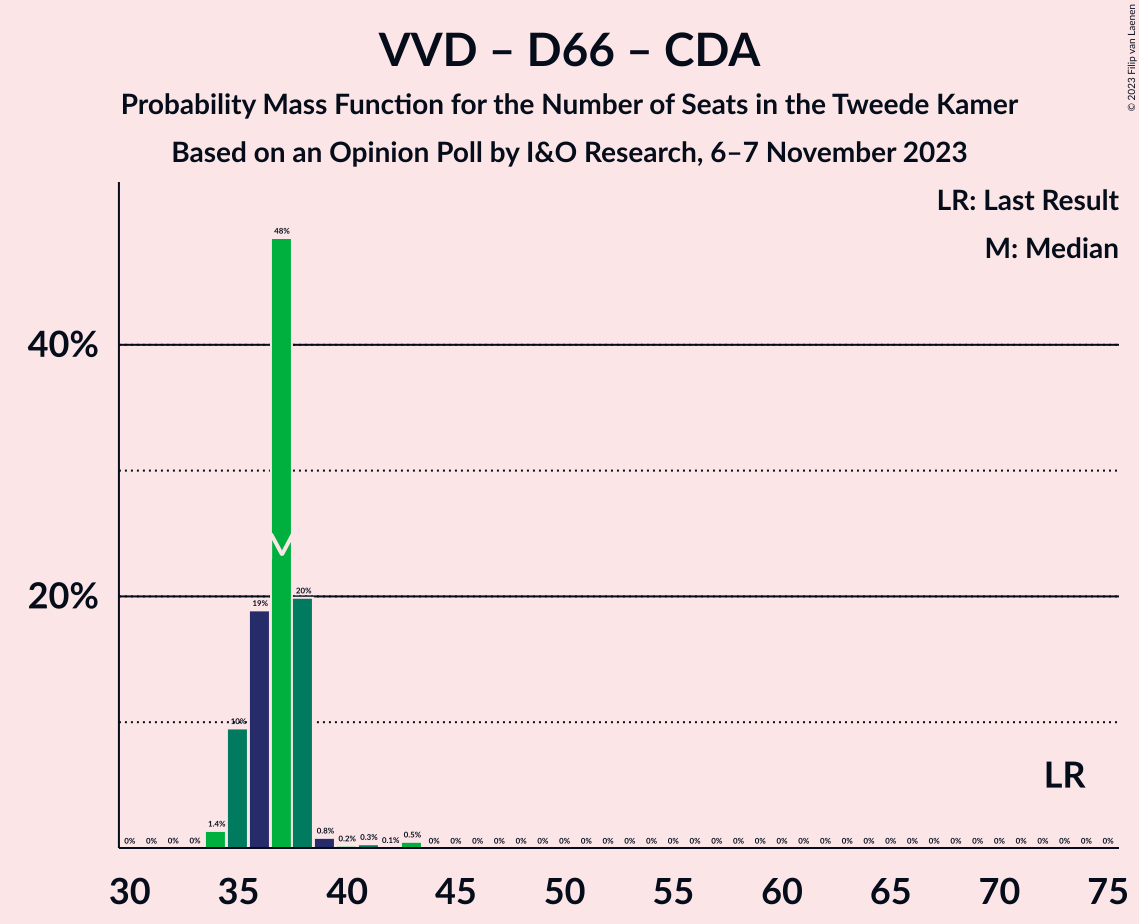 VVD – D66 – CDA
Probability Mass Function for the Number of Seats in the Tweede Kamer
Based on an Opinion Poll by I&O Research, 6–7 November 2023
© 2023 Filip van Laenen
LR: Last Result
M: Median
40%
20%
0% 0% 0% 0% 1.4% 10% 19% 48% 20% 0.8% 0.2% 0.3% 0.1% 0.5% 0% 0% 0% 0% 0% 0% 0% 0% 0% 0% 0% 0% 0% 0% 0% 0% 0% 0% 0% 0% 0% 0% 0% 0% 0% 0% 0% 0% 0% 0% 0% 0%
M
LR
30 35 40 45 50 55 60 65 70 75